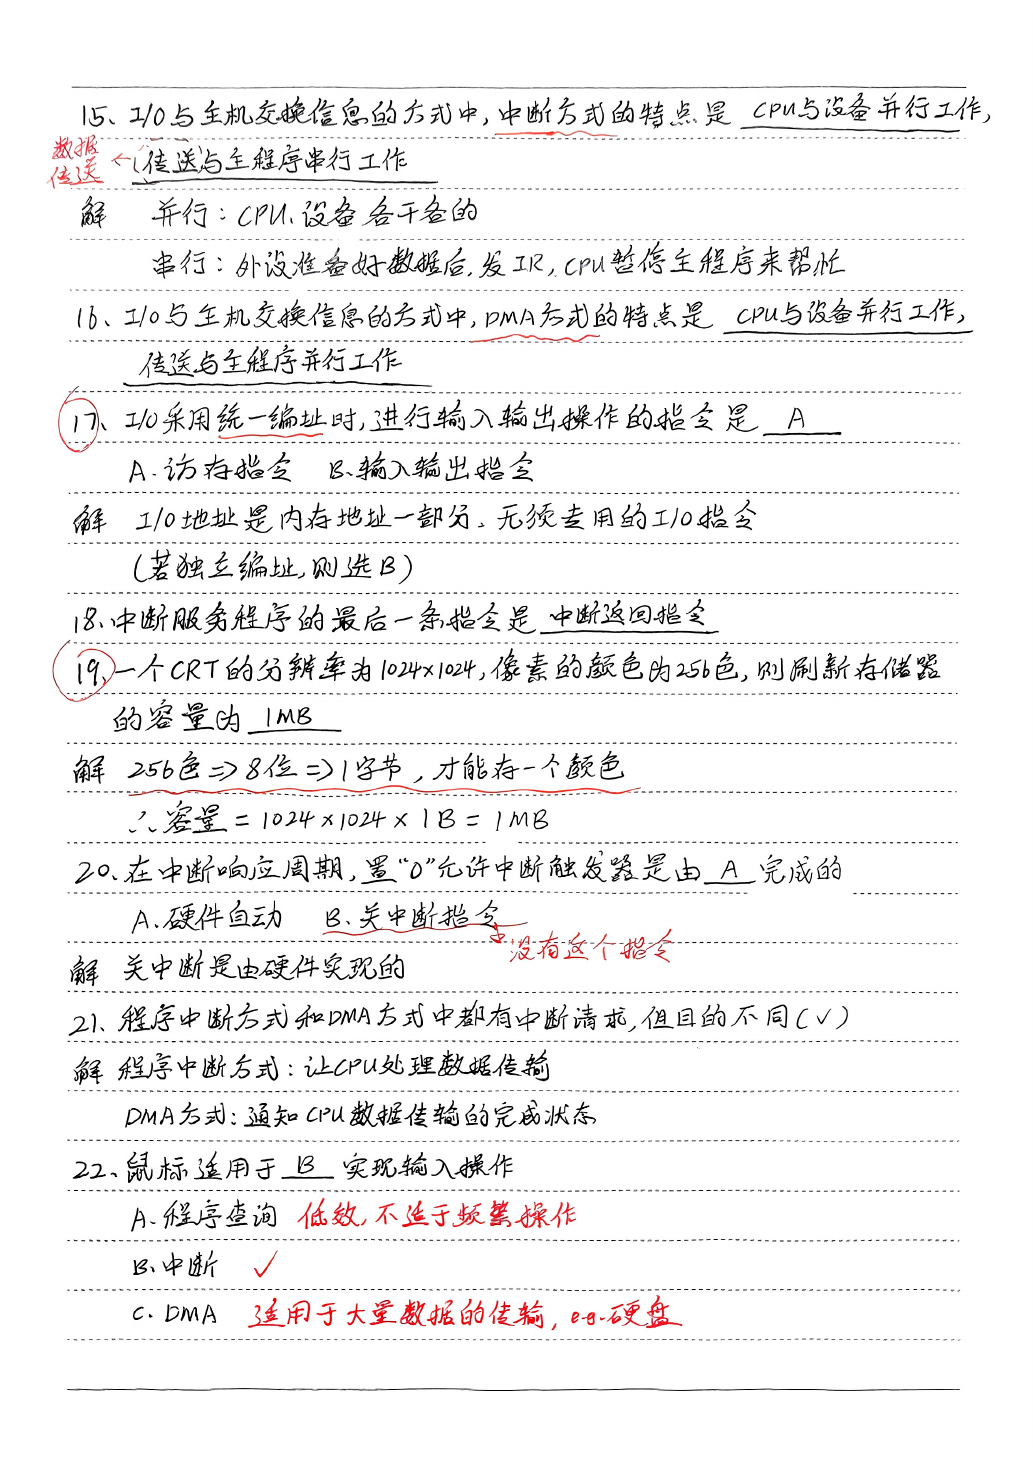 15、I/O与主机交换信息的方式中,中断方式的特点是 CPU与设备并行工作,
数据传送 ← 传送与主程序串行工作
解 并行:CPU、设备各干各的
串行:外设准备好数据后,发IR,CPU暂停主程序来帮忙
16、I/O与主机交换信息的方式中,DMA方式的特点是 CPU与设备并行工作,
传送与主程序并行工作
17、I/O采用统一编址时,进行输入输出操作的指令是 A
A.访存指令 B.输入输出指令
解 I/O地址是内存地址一部分、无须专用的I/O指令
(若独立编址,则选B)
18、中断服务程序的最后一条指令是 中断返回指令
19、一个CRT的分辨率为1024×1024,像素的颜色为256色,则刷新存储器
的容量为 1MB
解 256色⇒8位⇒1字节,才能存一个颜色
∴容量=1024×1024×1B=1MB
20、在中断响应周期,置“0”允许中断触发器是由 A 完成的
A.硬件自动 B.关中断指令
没有这个指令
解 关中断是由硬件实现的
21、程序中断方式和DMA方式中都有中断请求,但目的不同(✓)
解 程序中断方式:让CPU处理数据传输
DMA方式:通知CPU数据传输的完成状态
22、鼠标适用于 B 实现输入操作
A.程序查询 低效,不适于频繁操作
B.中断 ✓
C.DMA 适用于大量数据的传输,e.g.硬盘